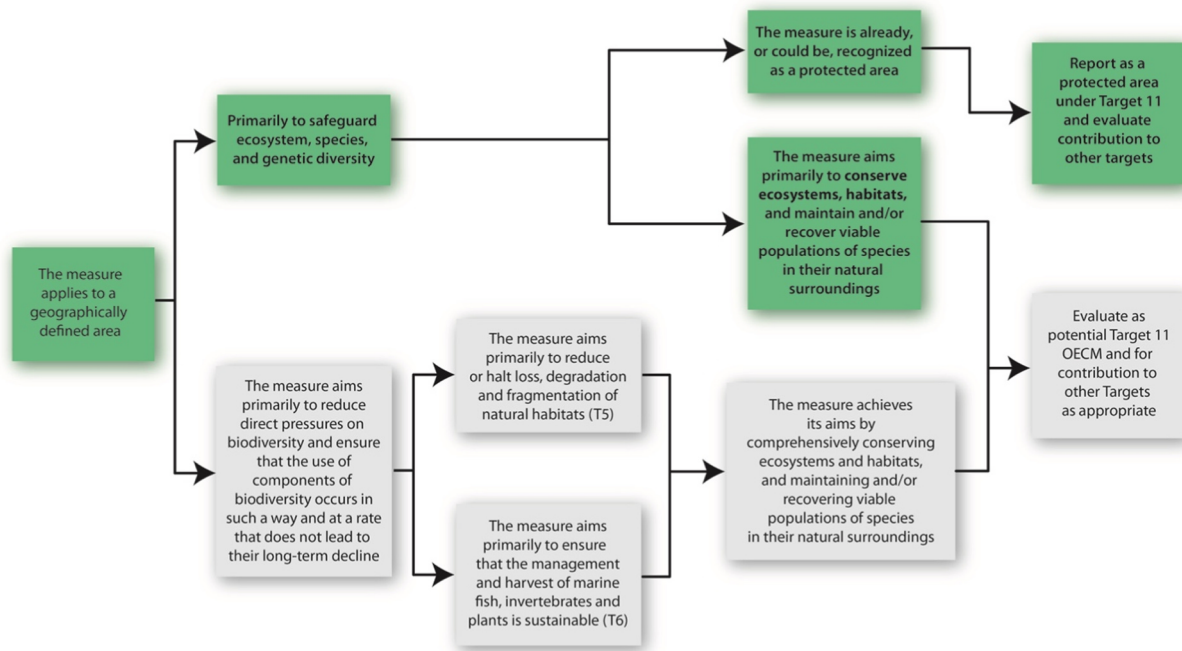 The measure
applies to a
geographically
defined area
Primarily to safeguard
ecosystem, species,
and genetic diversity
The measure is already,
or could be, recognized
as a protected area
Report as a
protected area
under Target 11
and evaluate
contribution to
other targets
The measure aims
primarily to conserve
ecosystems, habitats,
and maintain and/or
recover viable
populations of species
in their natural
surroundings
The measure aims
primarily to reduce
direct pressures on
biodiversity and ensure
that the use of
components of
biodiversity occurs in
such a way and at a rate
that does not lead to
their long-term decline
The measure aims
primarily to reduce
or halt loss, degradation
and fragmentation of
natural habitats (T5)
The measure aims
primarily to ensure
that the management
and harvest of marine
fish, invertebrates and
plants is sustainable (T6)
The measure achieves
its aims by
comprehensively conserving
ecosystems and habitats,
and maintaining and/or
recovering viable
populations of species
in their natural surroundings
Evaluate as
potential Target 11
OECM and for
contribution to
other Targets
as appropriate